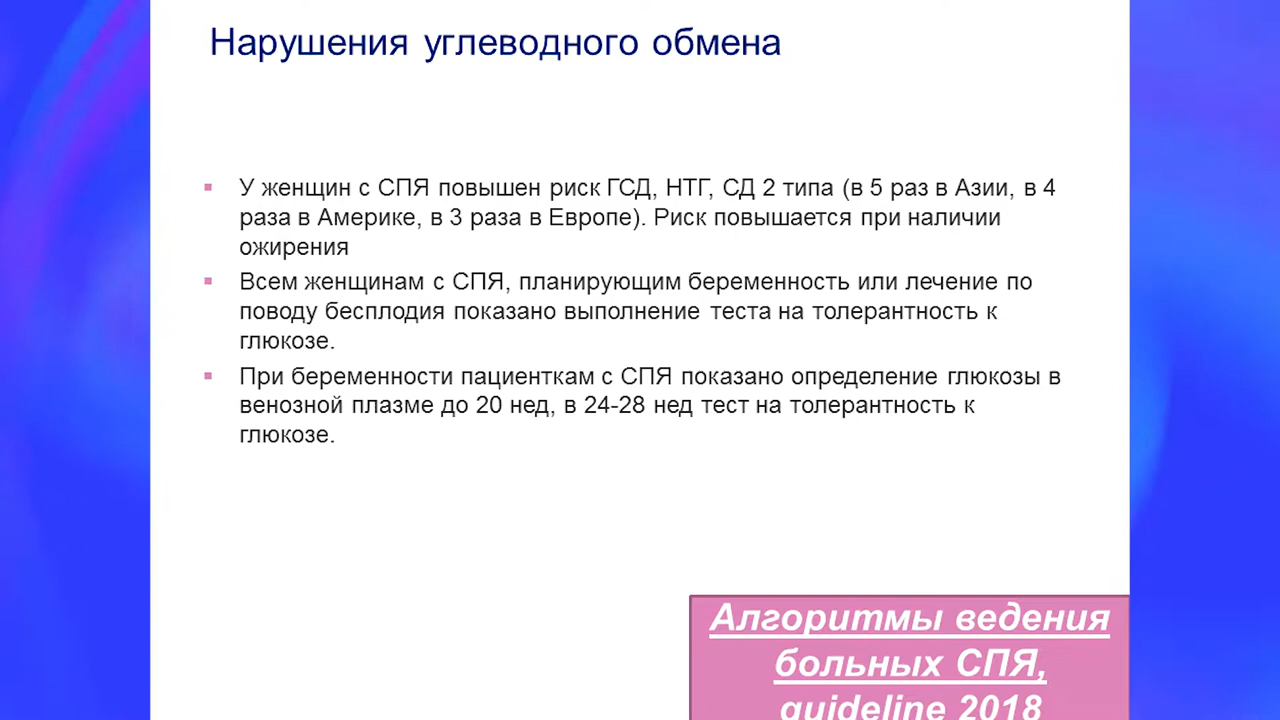 Нарушения углеводного обмена
У женщин с СПЯ повышен риск ГСД, НТГ, СД 2 типа (в 5 раз в Азии, в 4
раза в Америке, в 3 раза в Европе). Риск повышается при наличии
ожирения
Всем женщинам с СПЯ, планирующим беременность или лечение по
поводу бесплодия показано выполнение теста на толерантность к
глюкозе.
При беременности пациенткам с СПЯ показано определение глюкозы в
венозной плазме до 20 нед, в 24-28 нед тест на толерантность к
глюкозе.
Алгоритмы ведения
больных СПЯ,
guideline 2018